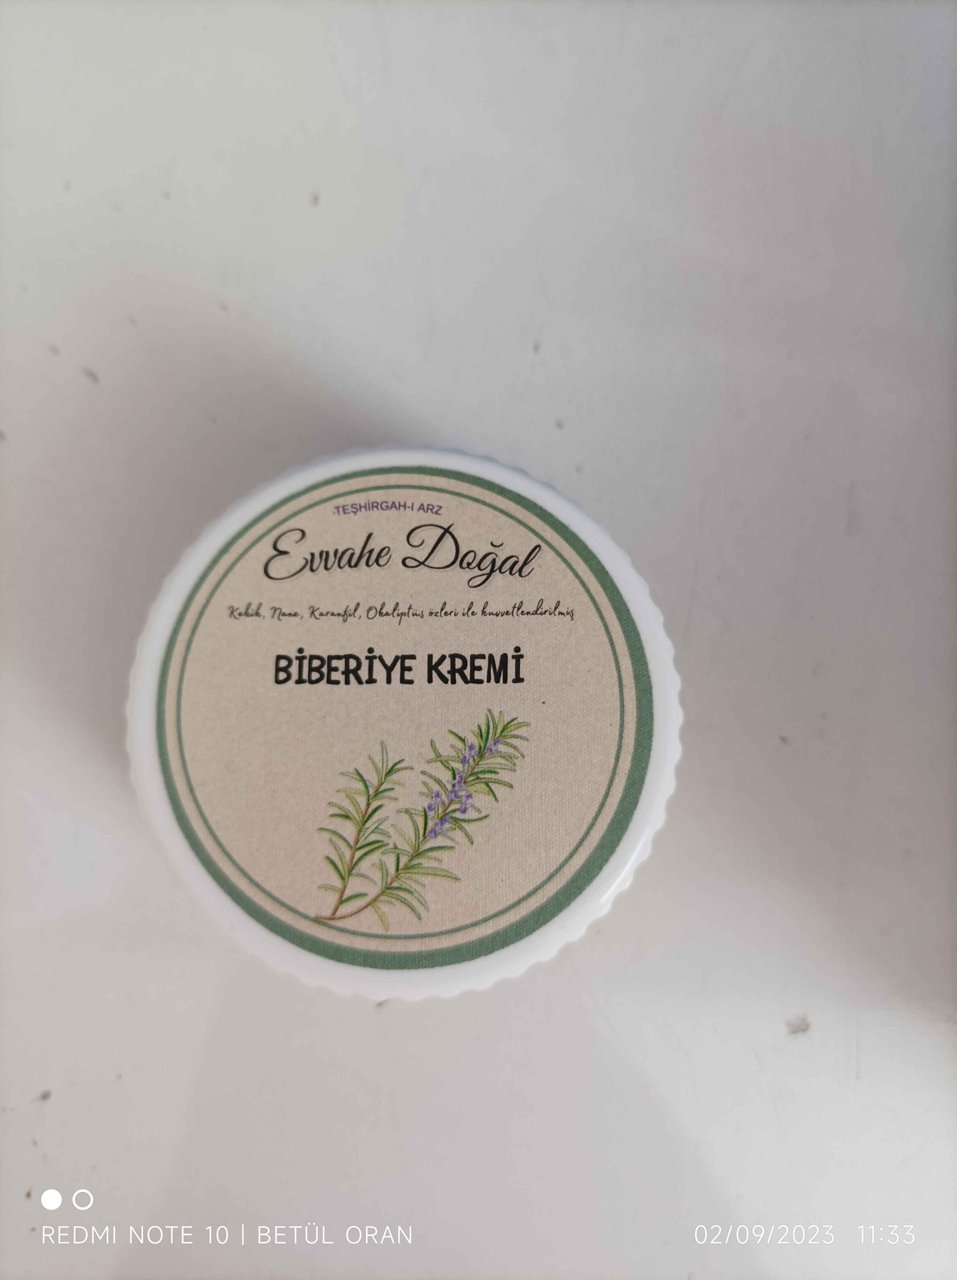 TEŞHİRGAH-I ARZ
Evvahe Doğal
Kekik, Nane, Karanfil, Okaliptüs özleri ile kuvvetlendirilmiş
BİBERİYE KREMİ
REDMI NOTE 10 | BETÜL ORAN
02/09/2023 11:33